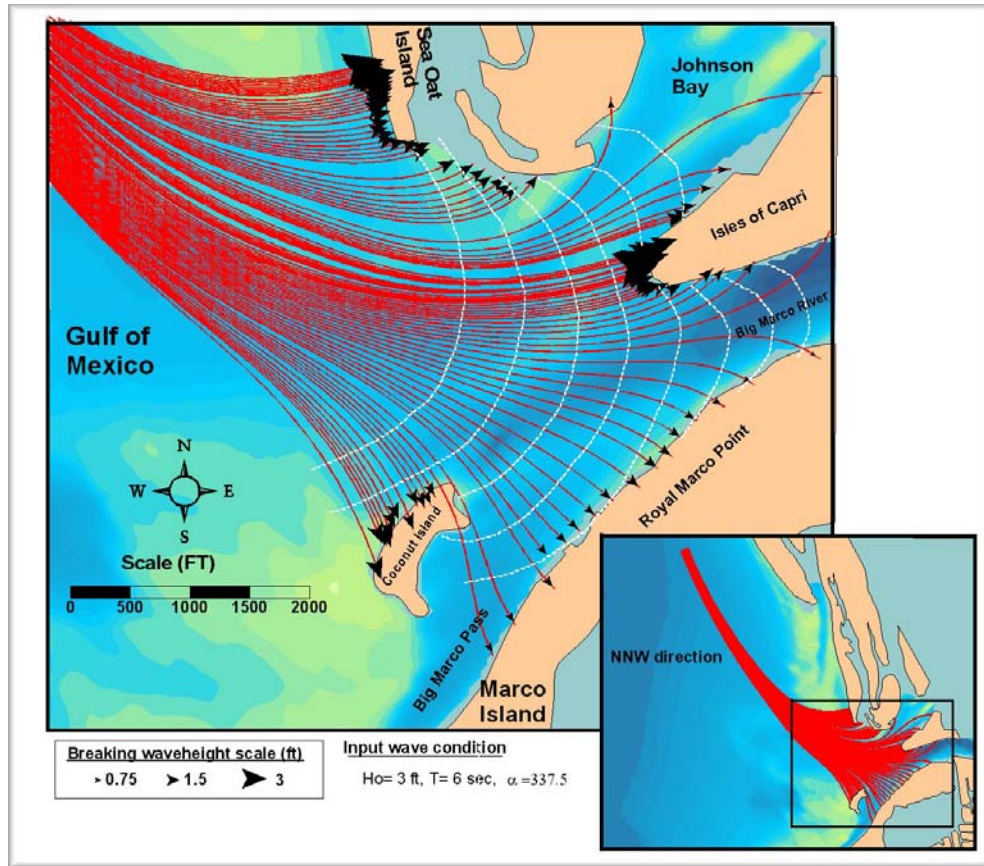 Sea Oat
Island
Johnson
Bay
Isles of Capri
Big Marco River
Gulf of
Mexico
Royal Marco Point
N
W E
S
Coconut Island
Scale (FT)
0 500 1000 1500 2000
Big Marco Pass
Marco
Island
NNW direction
Breaking waveheight scale (ft)
0.75 1.5 3
Input wave condition
Ho= 3 ft, T= 6 sec, α =337.5